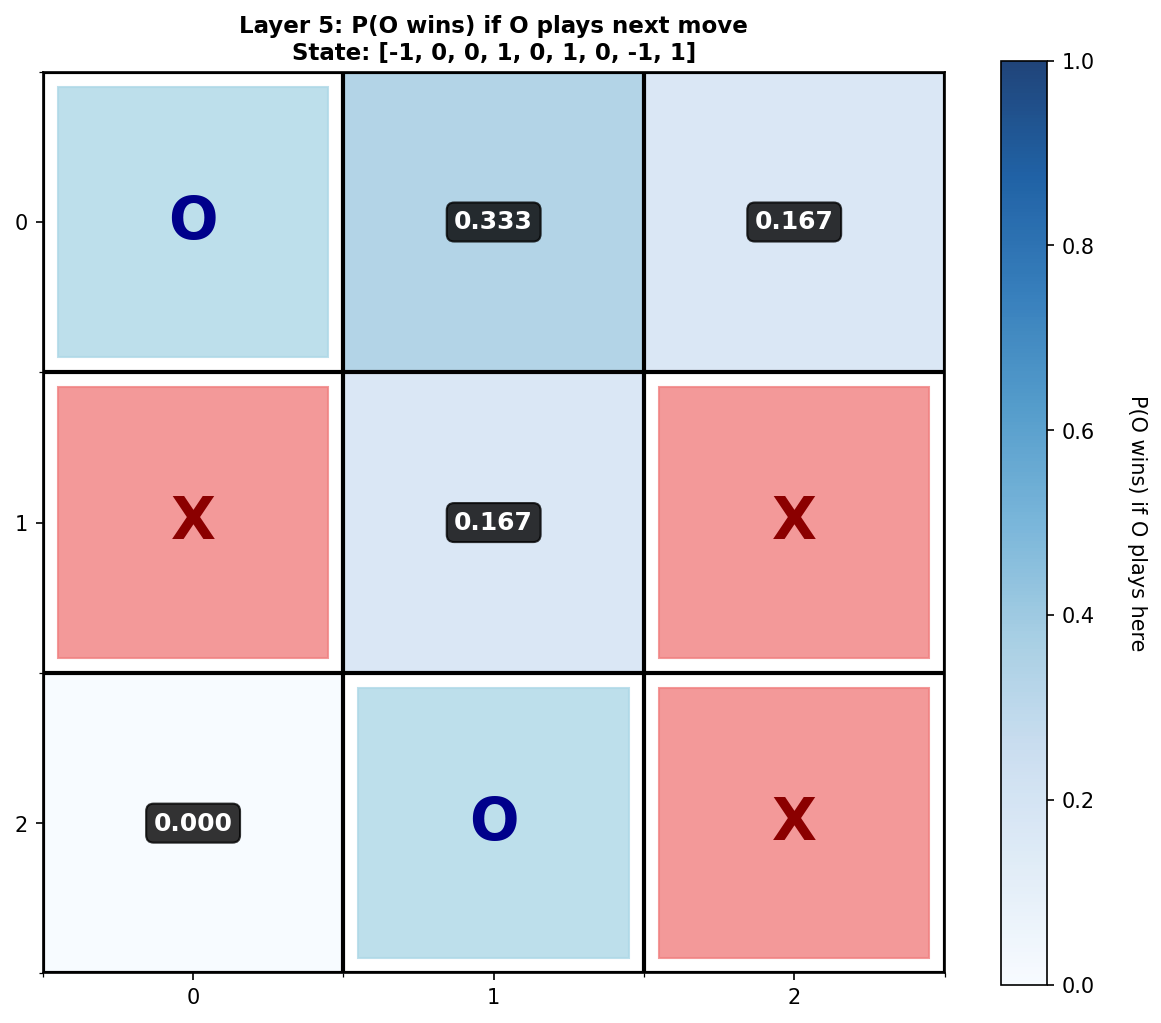 Layer 5: P(O wins) if O plays next move
State: [-1, 0, 0, 1, 0, 1, 0, -1, 1]
0
O
0.333
0.167
1
X
0.167
X
2
0.000
O
X
0
1
2
1.0
0.8
0.6
0.4
0.2
0.0
P(O wins) if O plays here